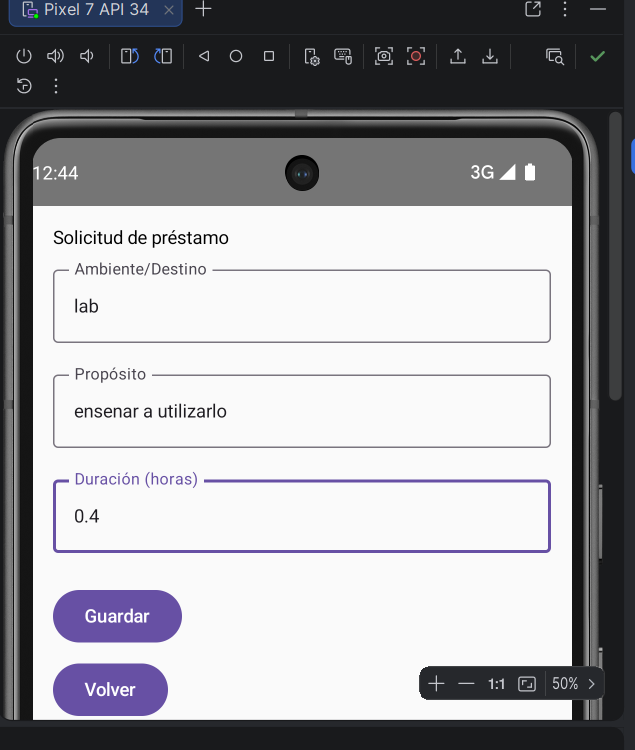 Pixel 7 API 34
12:44
3G
Solicitud de préstamo
Ambiente/Destino
lab
Propósito
ensenar a utilizarlo
Duración (horas)
0.4
Guardar
Volver
1:1
50%